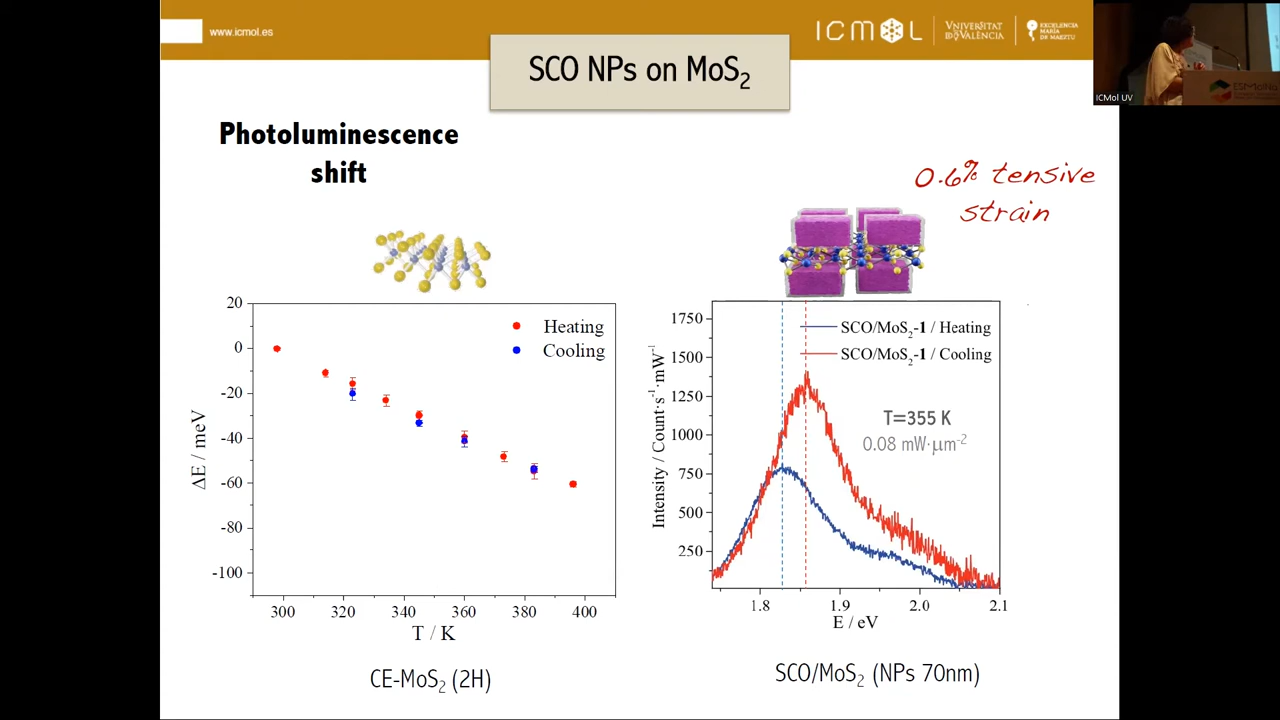 www.icmol.es
ICMOL
VNIVERSITAT
ID VALÈNCIA
EXCELENCIA
MARÍA
DE MAEZTU
ICMol UV
SCO NPs on MoS2
Photoluminescence
shift
0.6% tensive
strain
20
0
-20
-40
-60
-80
-100
ΔE / meV
Heating
Cooling
300 320 340 360 380 400
T / K
CE-MoS2 (2H)
1750
1500
1250
1000
750
500
250
Intensity / Count·s-1·mW-1
SCO/MoS2-1 / Heating
SCO/MoS2-1 / Cooling
T=355 K
0.08 mW·μm-2
1.8 1.9 2.0 2.1
E / eV
SCO/MoS2 (NPs 70nm)